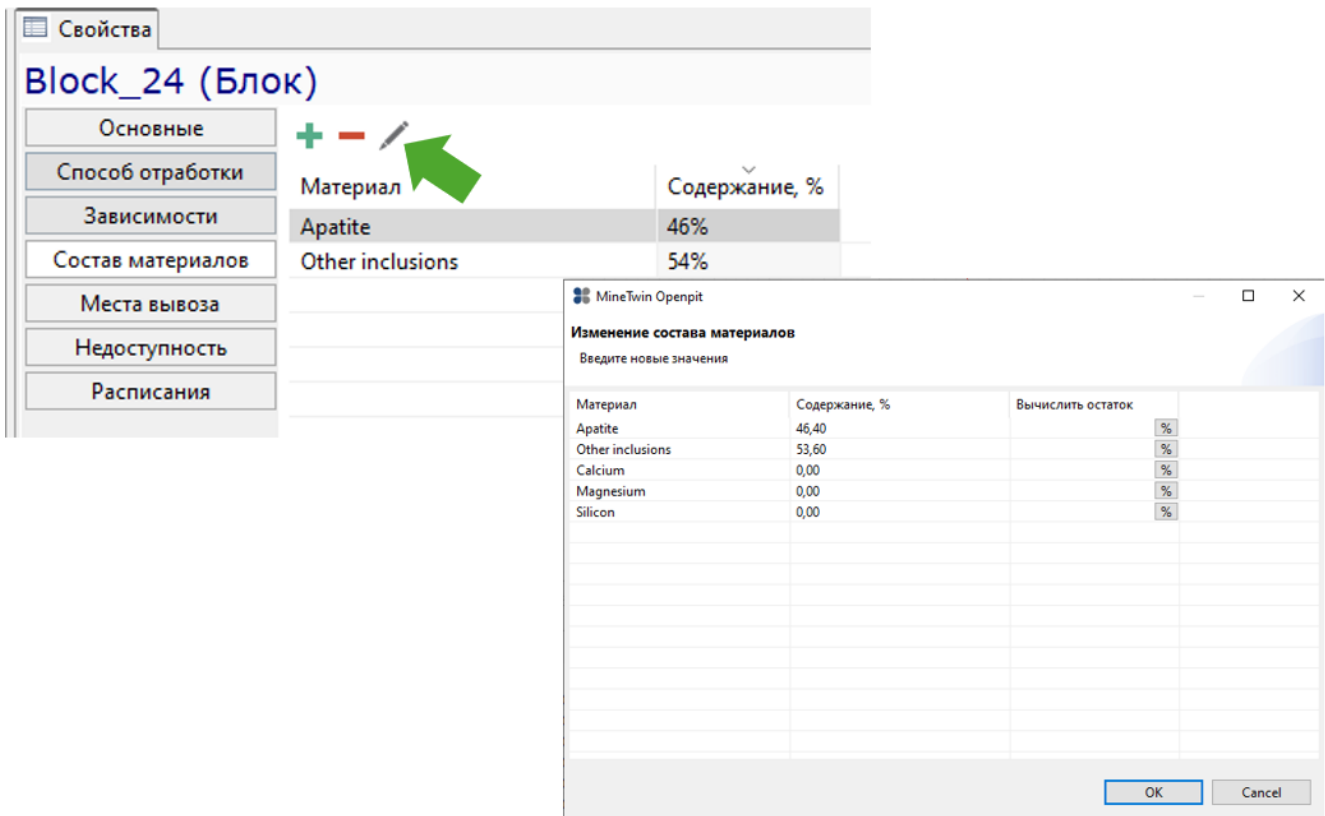 Свойства
Block_24 (Блок)
Основные
Способ отработки
Зависимости
Состав материалов
Места вывоза
Недоступность
Расписания
Материал Содержание, %
Apatite 46%
Other inclusions 54%
MineTwin Openpit
Изменение состава материалов
Введите новые значения
Материал Содержание, % Вычислить остаток
Apatite 46,40 %
Other inclusions 53,60 %
Calcium 0,00 %
Magnesium 0,00 %
Silicon 0,00 %
OK Cancel